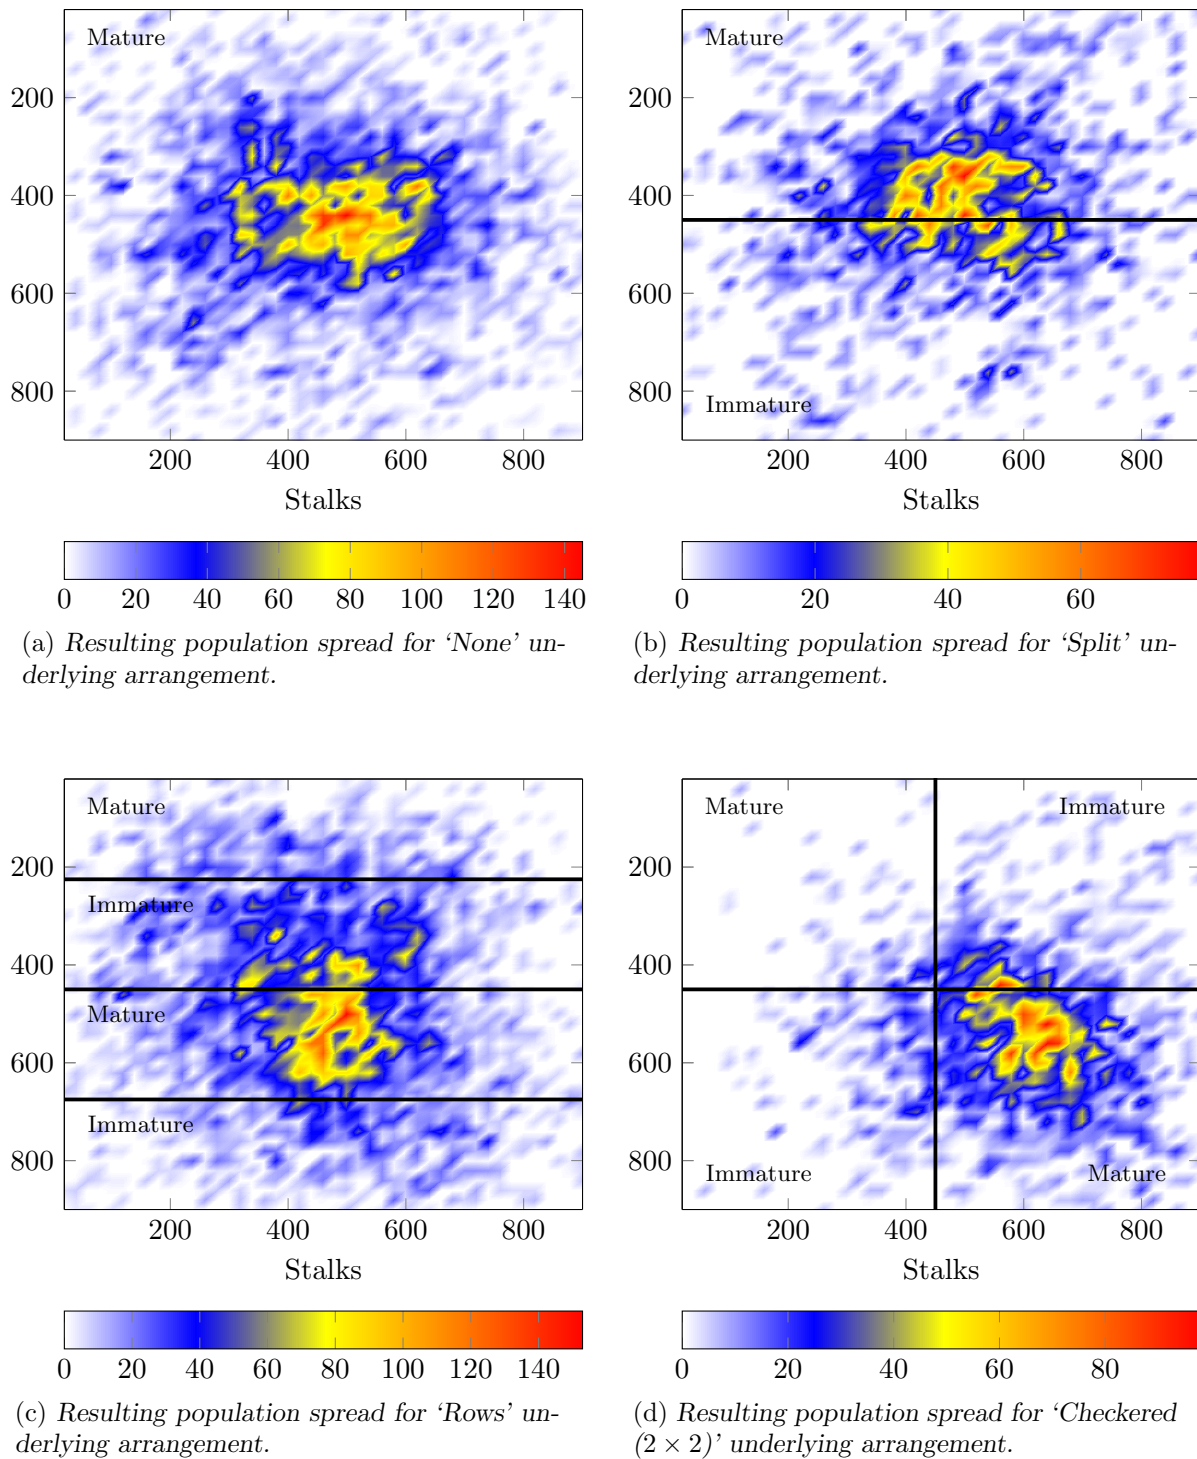 Mature
200
400
600
800
200 400 600 800
Stalks
0 20 40 60 80 100 120 140
(a) Resulting population spread for ‘None’ un-
derlying arrangement.
Mature
Immature
200
400
600
800
200 400 600 800
Stalks
0 20 40 60
(b) Resulting population spread for ‘Split’ un-
derlying arrangement.
Mature
Immature
Mature
Immature
200
400
600
800
200 400 600 800
Stalks
0 20 40 60 80 100 120 140
(c) Resulting population spread for ‘Rows’ un-
derlying arrangement.
Mature Immature
Immature Mature
200
400
600
800
200 400 600 800
Stalks
0 20 40 60 80
(d) Resulting population spread for ‘Checkered
(2 × 2)’ underlying arrangement.